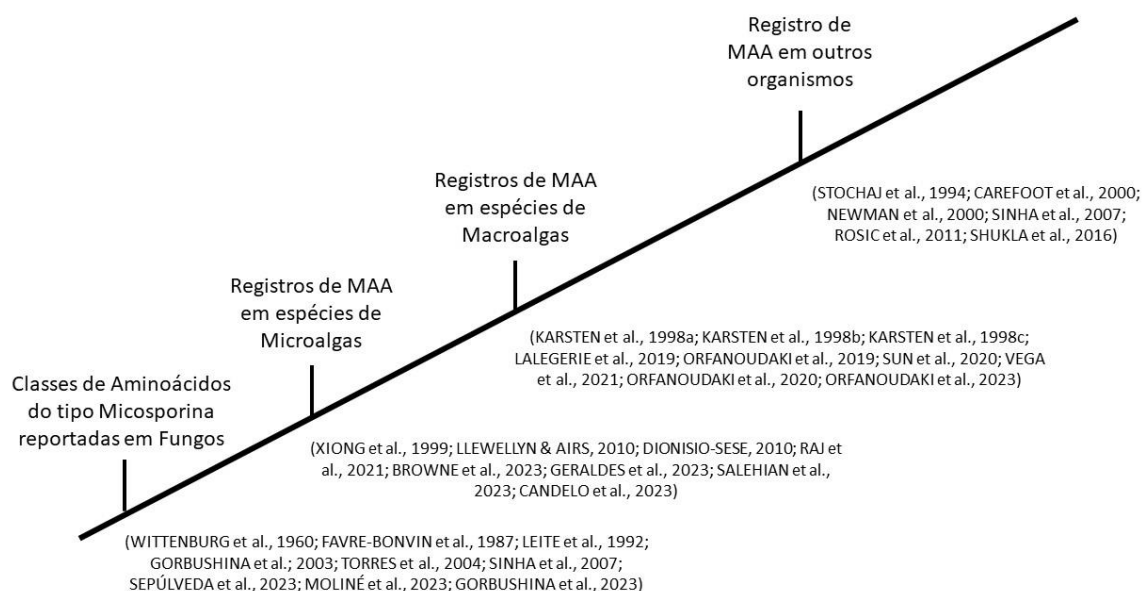 Registro de
MAA em outros
organismos
(STOCHAJ et al., 1994; CAREFOOT et al., 2000;
NEWMAN et al., 2000; SINHA et al., 2007;
ROSIC et al., 2011; SHUKLA et al., 2016)
Registros de MAA
em espécies de
Macroalgas
(KARSTEN et al., 1998a; KARSTEN et al., 1998b; KARSTEN et al., 1998c;
LALEGERIE et al., 2019; ORFANOUDAKI et al., 2019; SUN et al., 2020; VEGA
et al., 2021; ORFANOUDAKI et al., 2020; ORFANOUDAKI et al., 2023)
Registros de MAA
em espécies de
Microalgas
(XIONG et al., 1999; LLEWELLYN & AIRS, 2010; DIONISIO-SESE, 2010; RAJ et
al., 2021; BROWNE et al., 2023; GERALDES et al., 2023; SALEHIAN et al.,
2023; CANDELO et al., 2023)
Classes de Aminoácidos
do tipo Micosporina
reportadas em Fungos
(WITTENBURG et al., 1960; FAVRE-BONVIN et al., 1987; LEITE et al., 1992;
GORBUSHINA et al.; 2003; TORRES et al., 2004; SINHA et al., 2007;
SEPÚLVEDA et al., 2023; MOLINÉ et al., 2023; GORBUSHINA et al., 2023)